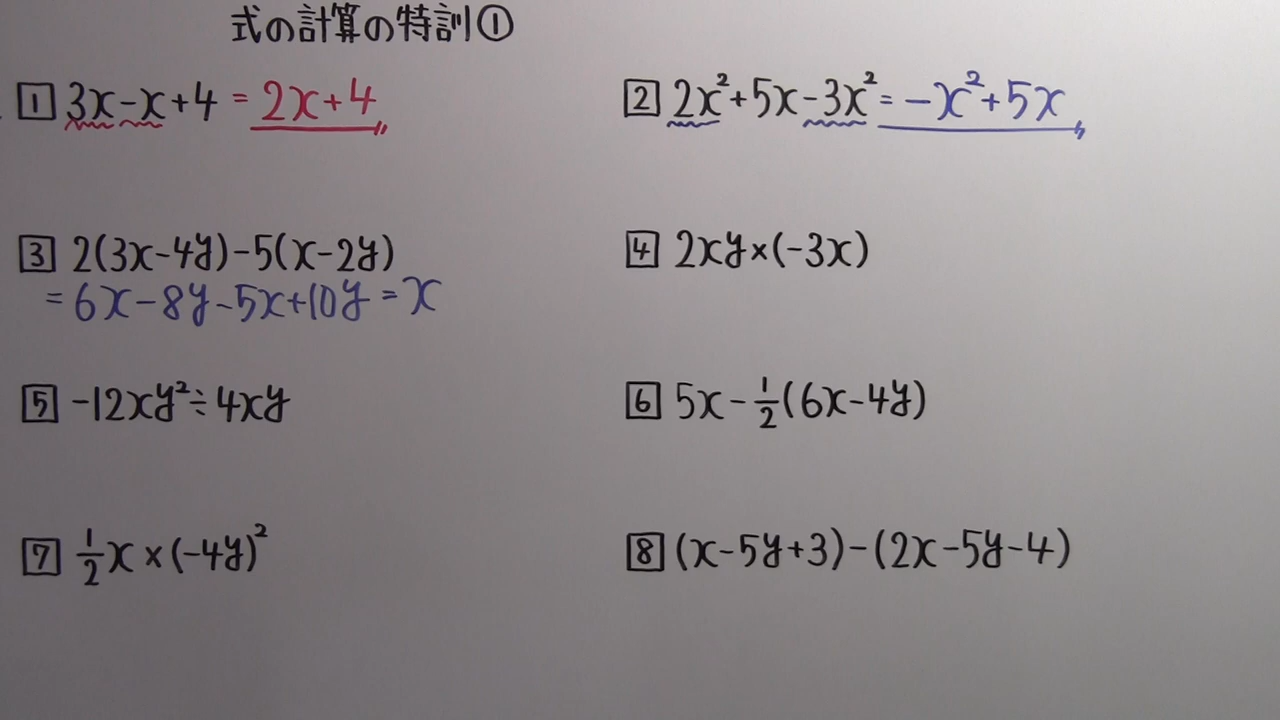 式の計算の特訓①
1 3x-x+4 = 2x+4
2 2x²+5x-3x² = -x²+5x
3 2(3x-4y)-5(x-2y)
= 6x-8y-5x+10y = x
4 2xy×(-3x)
5 -12xy²÷4xy
6 5x-1/2(6x-4y)
7 1/2x×(-4y)²
8 (x-5y+3)-(2x-5y-4)